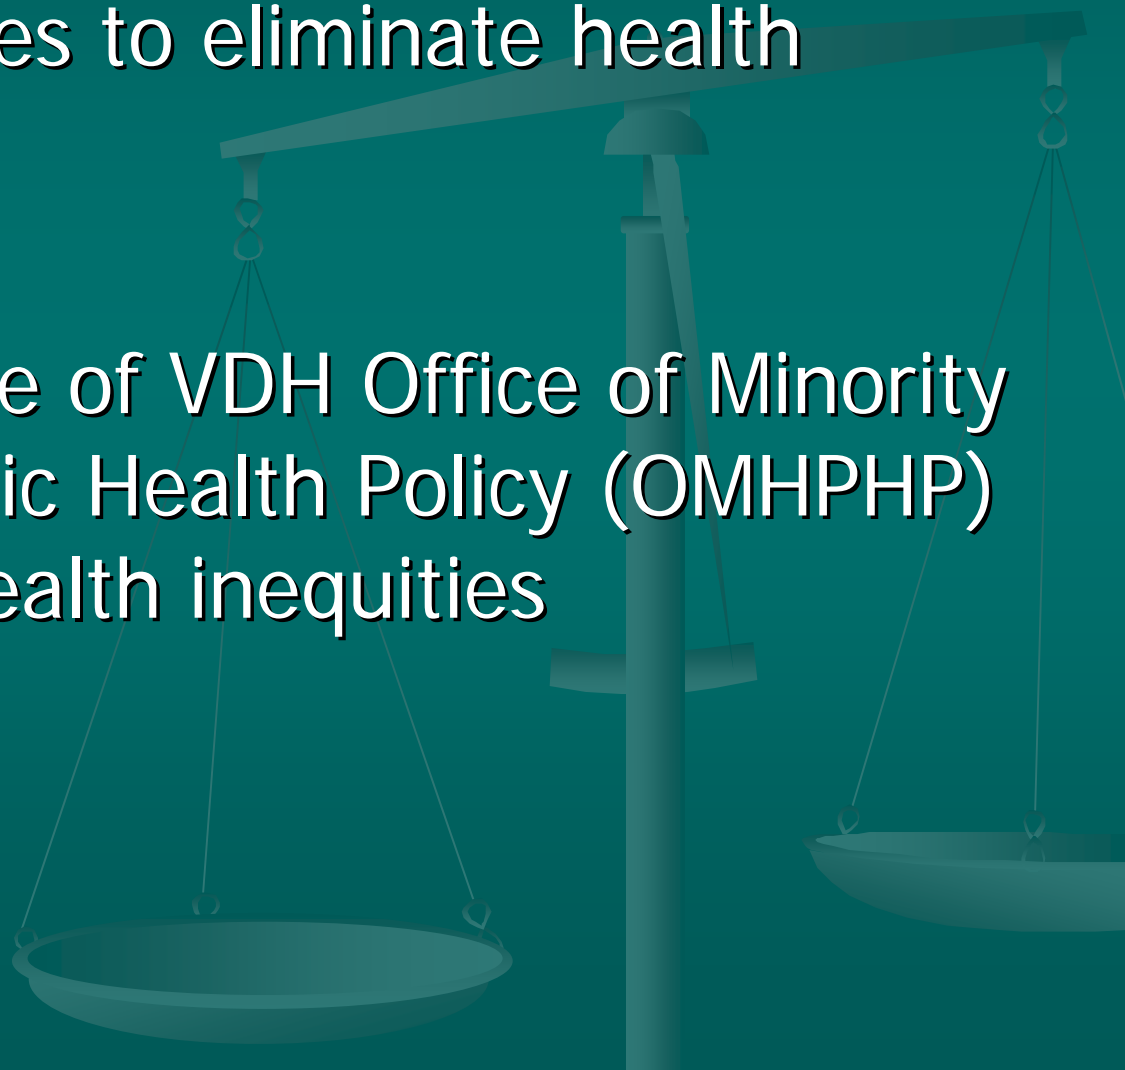 es to eliminate health
e of VDH Office of Minority
ic Health Policy (OMHPHP)
ealth inequities